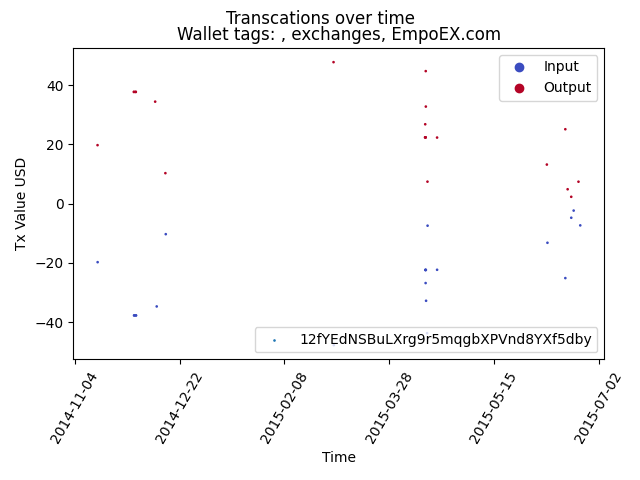 Transcations over time
Wallet tags: , exchanges, EmpoEX.com
Input
Output
40
20
0
−20
−40
Tx Value USD
12fYEdNSBuLXrg9r5mqgbXPVnd8YXf5dby
2014-11-04
2014-12-22
2015-02-08
2015-03-28
2015-05-15
2015-07-02
Time